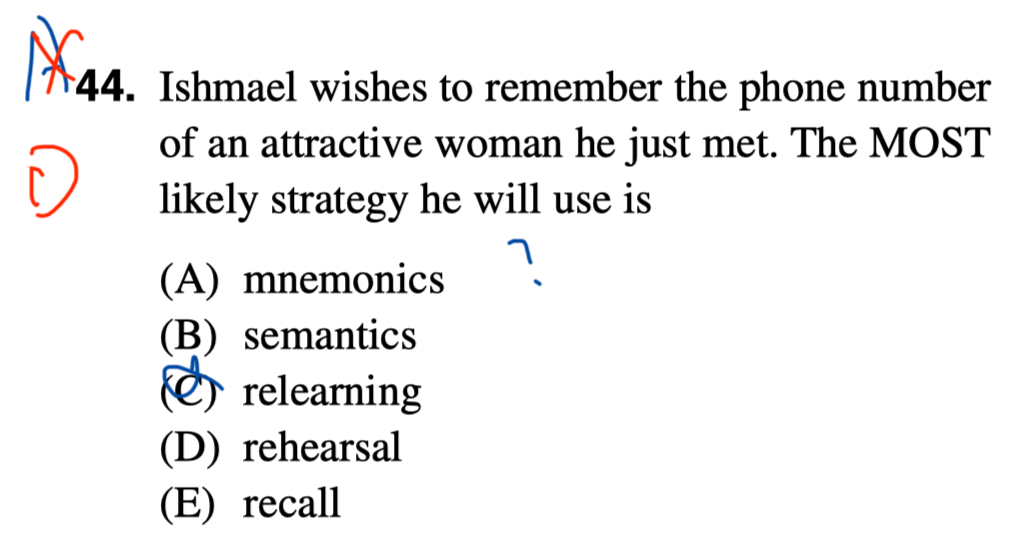 A
44. Ishmael wishes to remember the phone number
of an attractive woman he just met. The MOST
likely strategy he will use is
D
?
(A) mnemonics
(B) semantics
(C) relearning
(D) rehearsal
(E) recall